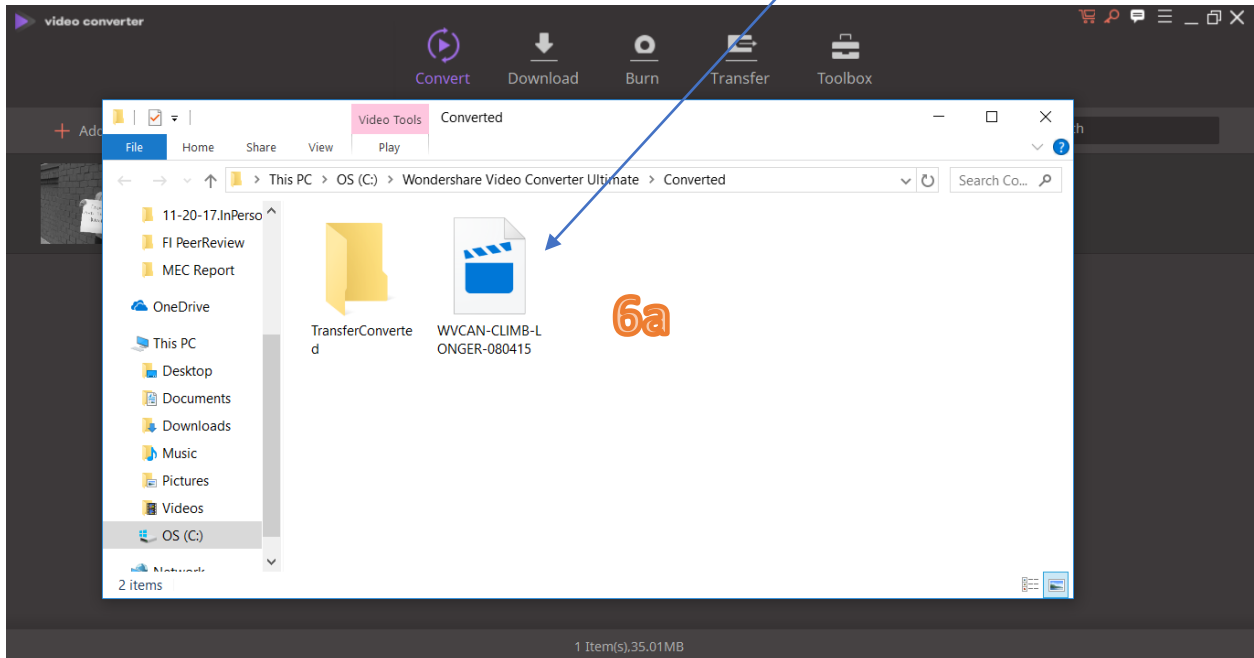 video converter
Convert Download Burn Transfer Toolbox
Video Tools Converted
File Home Share View Play
This PC > OS (C:) > Wondershare Video Converter Ultimate > Converted
Search Co...
11-20-17.InPerso
FI PeerReview
MEC Report
OneDrive
This PC
Desktop
Documents
Downloads
Music
Pictures
Videos
OS (C:)
Network
TransferConverte
d
WVCAN-CLIMB-L
ONGER-080415
6a
2 items
1 Item(s),35.01MB